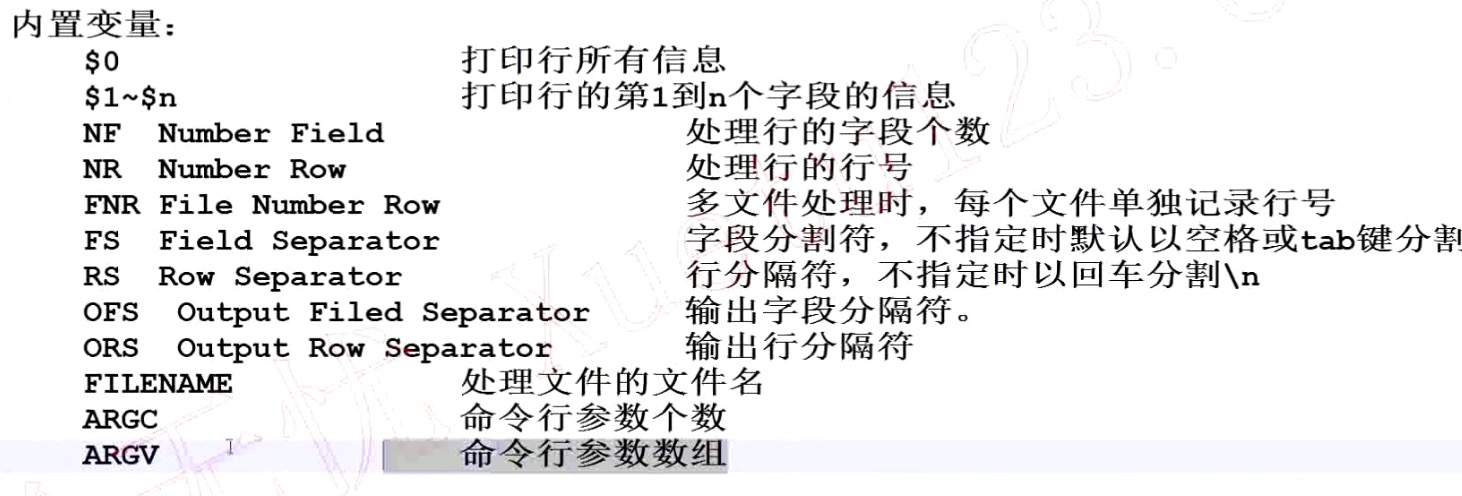 内置变量：
$0 打印行所有信息
$1~$n 打印行的第1到n个字段的信息
NF Number Field 处理行的字段个数
NR Number Row 处理行的行号
FNR File Number Row 多文件处理时，每个文件单独记录行号
FS Field Separator 字段分割符，不指定时默认以空格或tab键分割
RS Row Separator 行分隔符，不指定时以回车分割\n
OFS Output Filed Separator 输出字段分隔符。
ORS Output Row Separator 输出行分隔符
FILENAME 处理文件的文件名
ARGC 命令行参数个数
ARGV 命令行参数数组